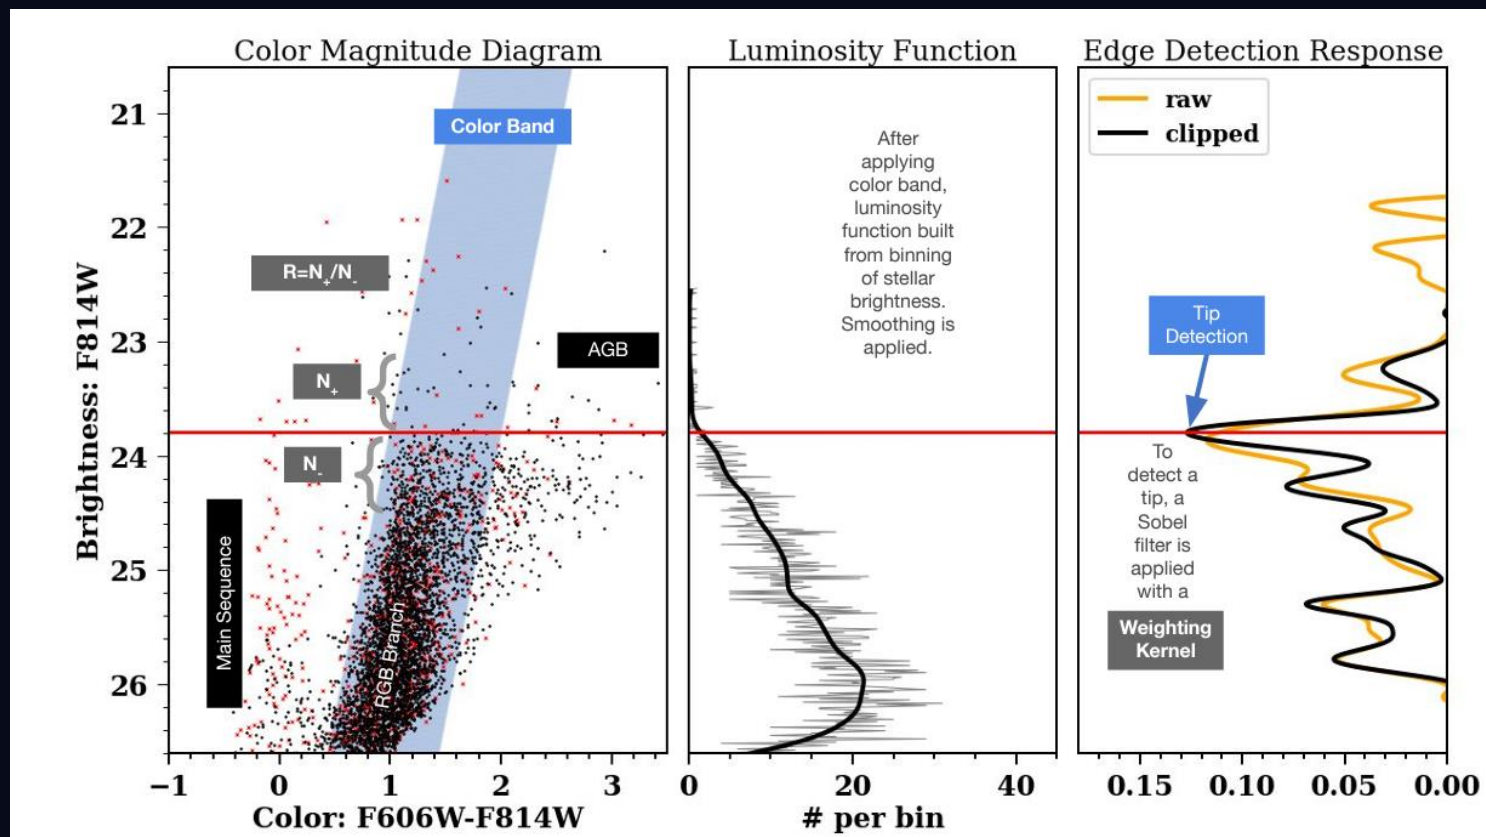 Color Magnitude Diagram
Brightness: F814W
21
22
23
24
25
26
Color Band
R=N₊/N₋
N₊
N₋
AGB
Main Sequence
RGB Branch
−1
0
1
2
3
Color: F606W-F814W
Luminosity Function
After
applying
color band,
luminosity
function built
from binning
of stellar
brightness.
Smoothing is
applied.
0
20
40
# per bin
Edge Detection Response
raw
clipped
Tip
Detection
To
detect a
tip, a
Sobel
filter is
applied
with a
Weighting
Kernel
0.15
0.10
0.05
0.00